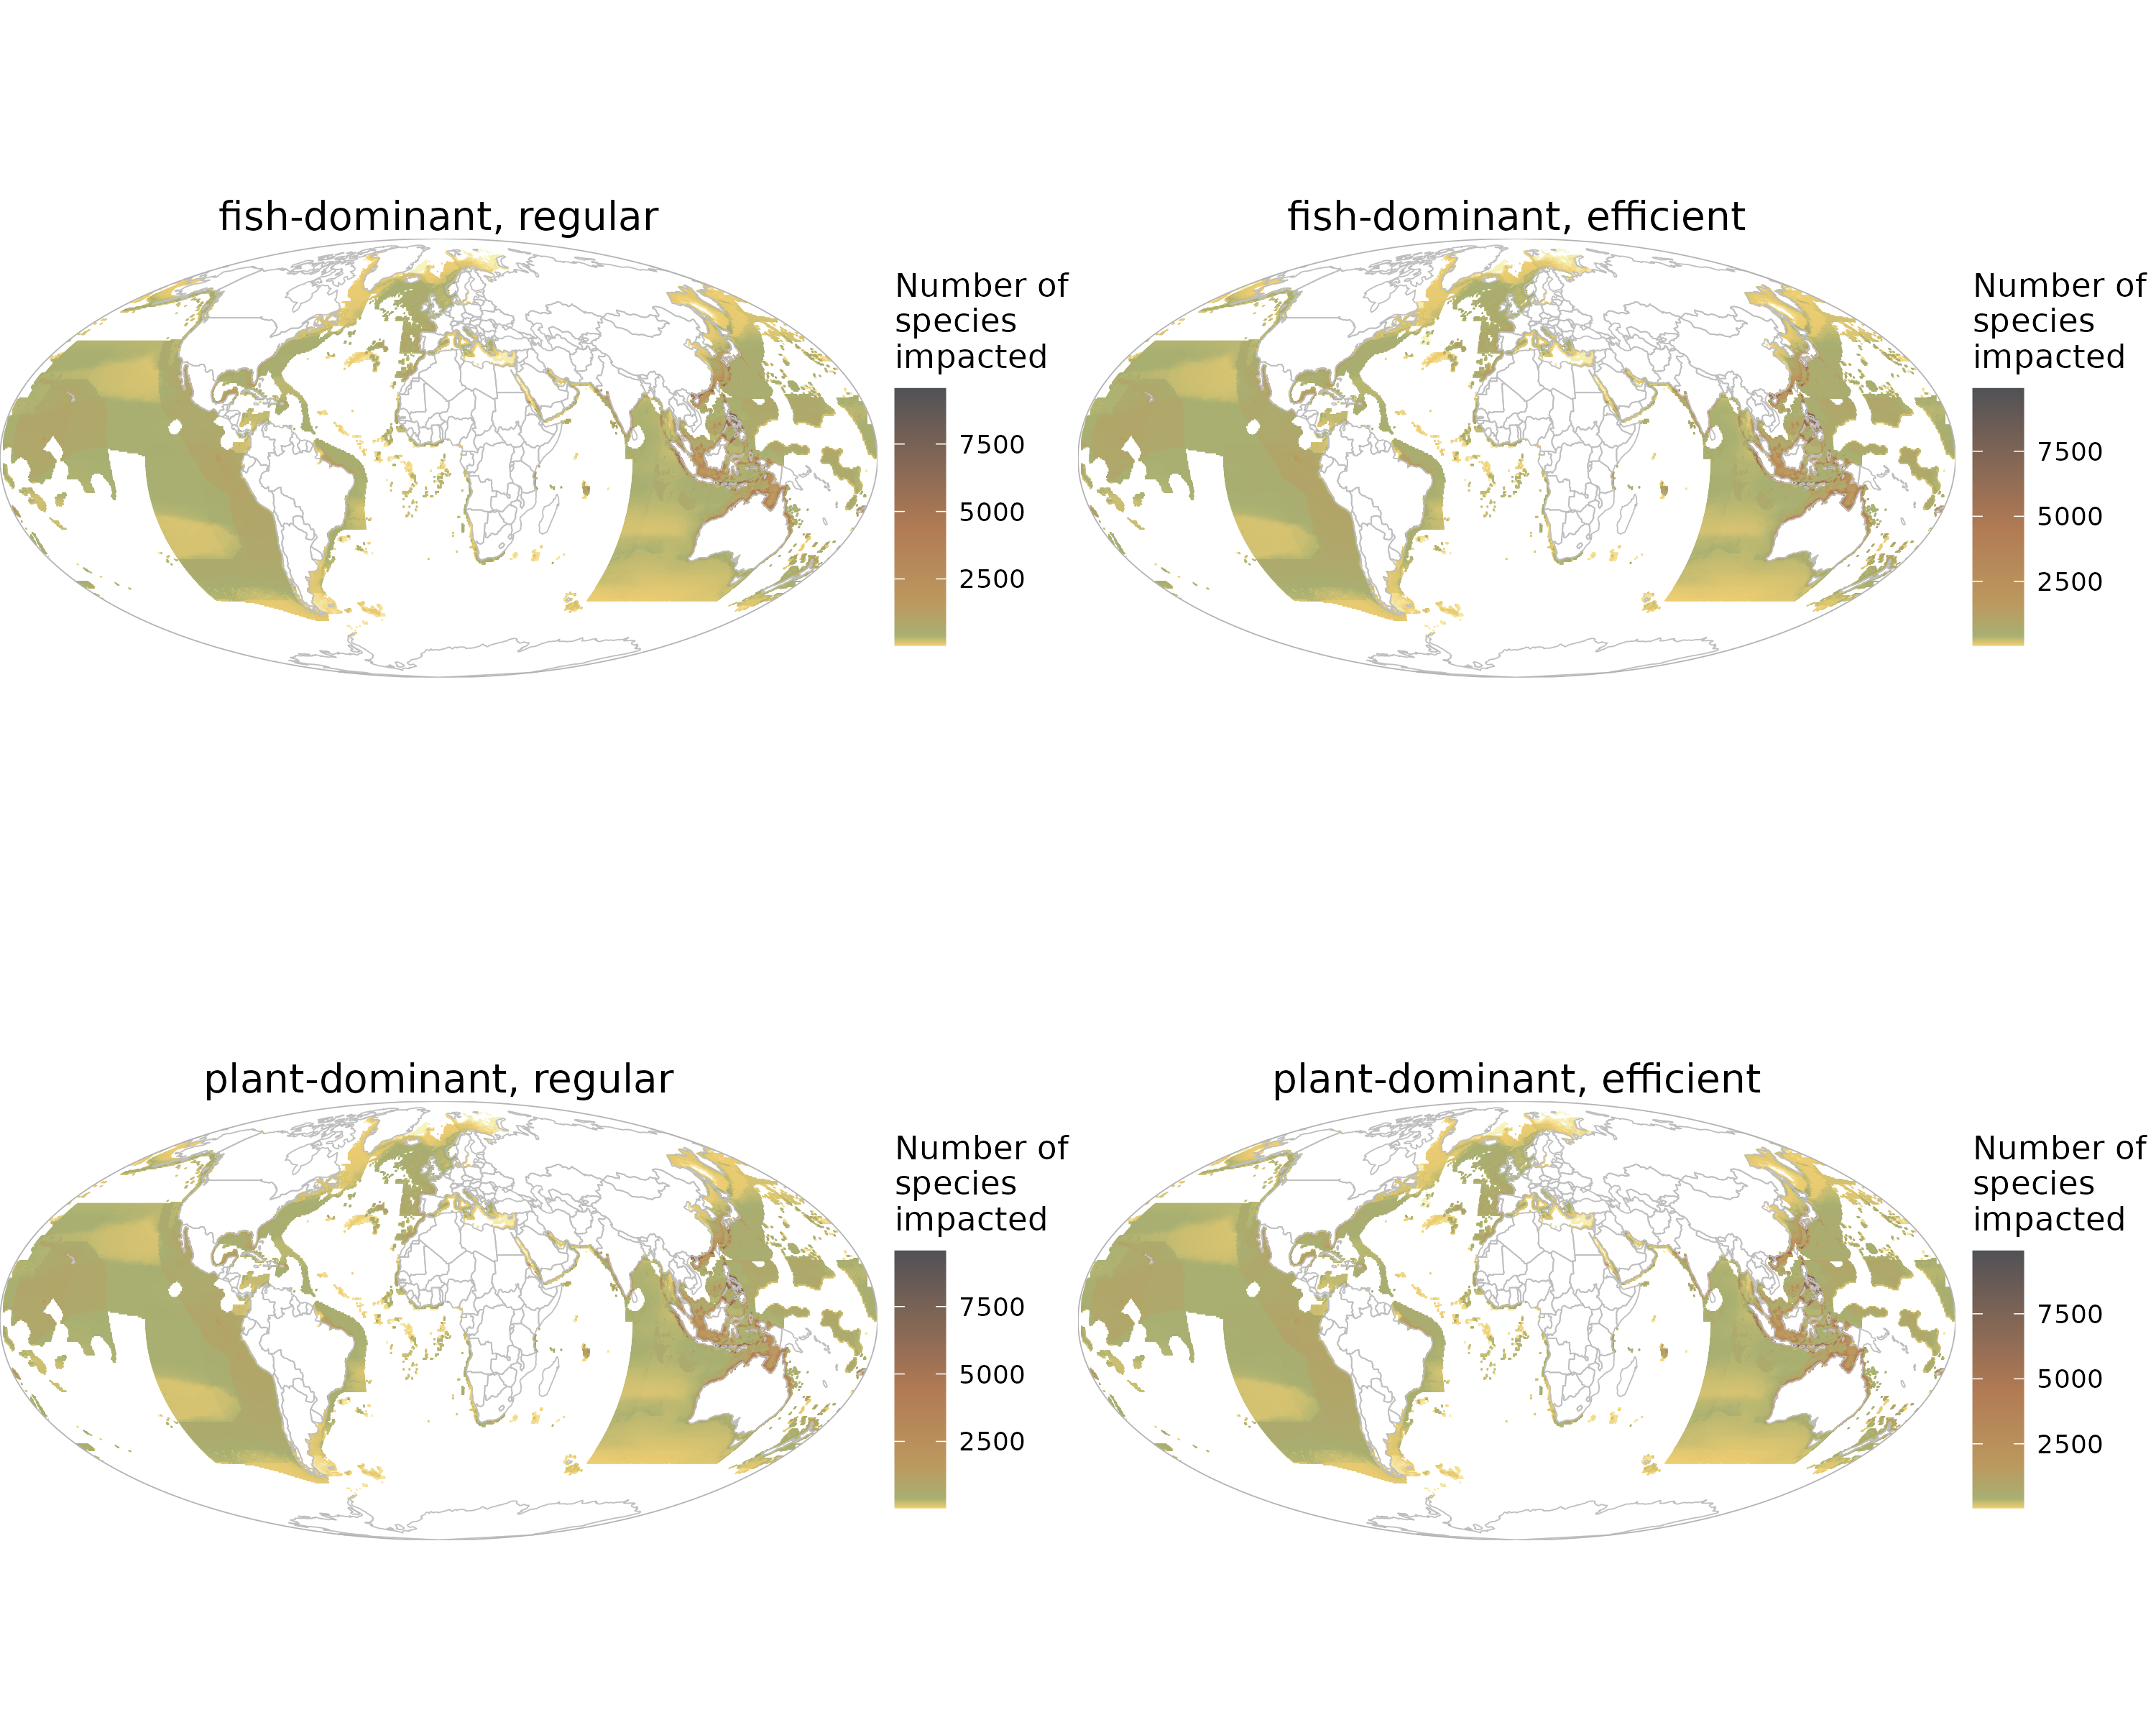 fish-dominant, regular
Number of
species
impacted
7500
5000
2500
fish-dominant, efficient
Number of
species
impacted
7500
5000
2500
plant-dominant, regular
Number of
species
impacted
7500
5000
2500
plant-dominant, efficient
Number of
species
impacted
7500
5000
2500